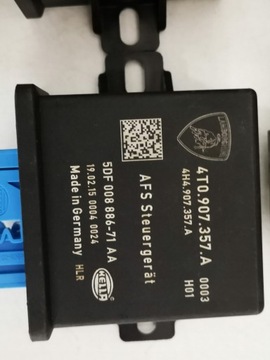 4T0.907.357.A 0003
4H4.907.357.A H01
AFS Steuergerät
5DF 008 886-71 AA
19.02.15 0004 0024
Made in Germany HLR
HELLA